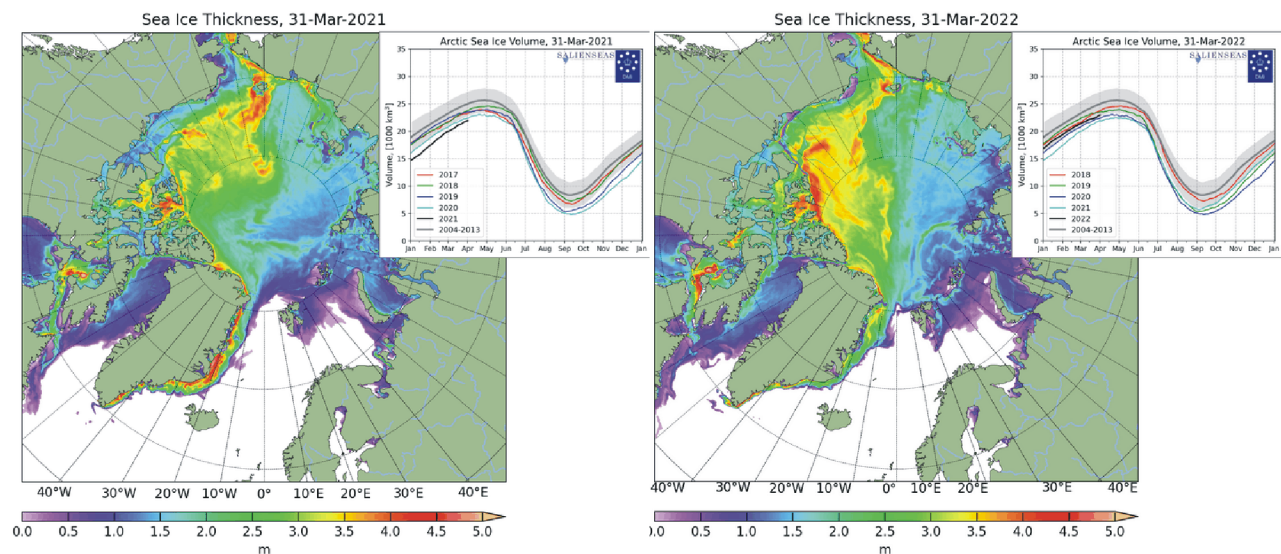 Sea Ice Thickness, 31-Mar-2021
Arctic Sea Ice Volume, 31-Mar-2021
SALIENSEAS
DMI
Volume, [1000 km³]
35
30
25
20
15
10
5
0
2017
2018
2019
2020
2021
2004-2013
Jan Feb Mar Apr May Jun Jul Aug Sep Oct Nov Dec Jan
40°W 30°W 20°W 10°W 0° 10°E 20°E 30°E 40°E
0.0 0.5 1.0 1.5 2.0 2.5 3.0 3.5 4.0 4.5 5.0
m
Sea Ice Thickness, 31-Mar-2022
Arctic Sea Ice Volume, 31-Mar-2022
SALIENSEAS
DMI
Volume, [1000 km³]
35
30
25
20
15
10
5
0
2018
2019
2020
2021
2022
2004-2013
Jan Feb Mar Apr May Jun Jul Aug Sep Oct Nov Dec Jan
40°W 30°W 20°W 10°W 0° 10°E 20°E 30°E 40°E
0.0 0.5 1.0 1.5 2.0 2.5 3.0 3.5 4.0 4.5 5.0
m